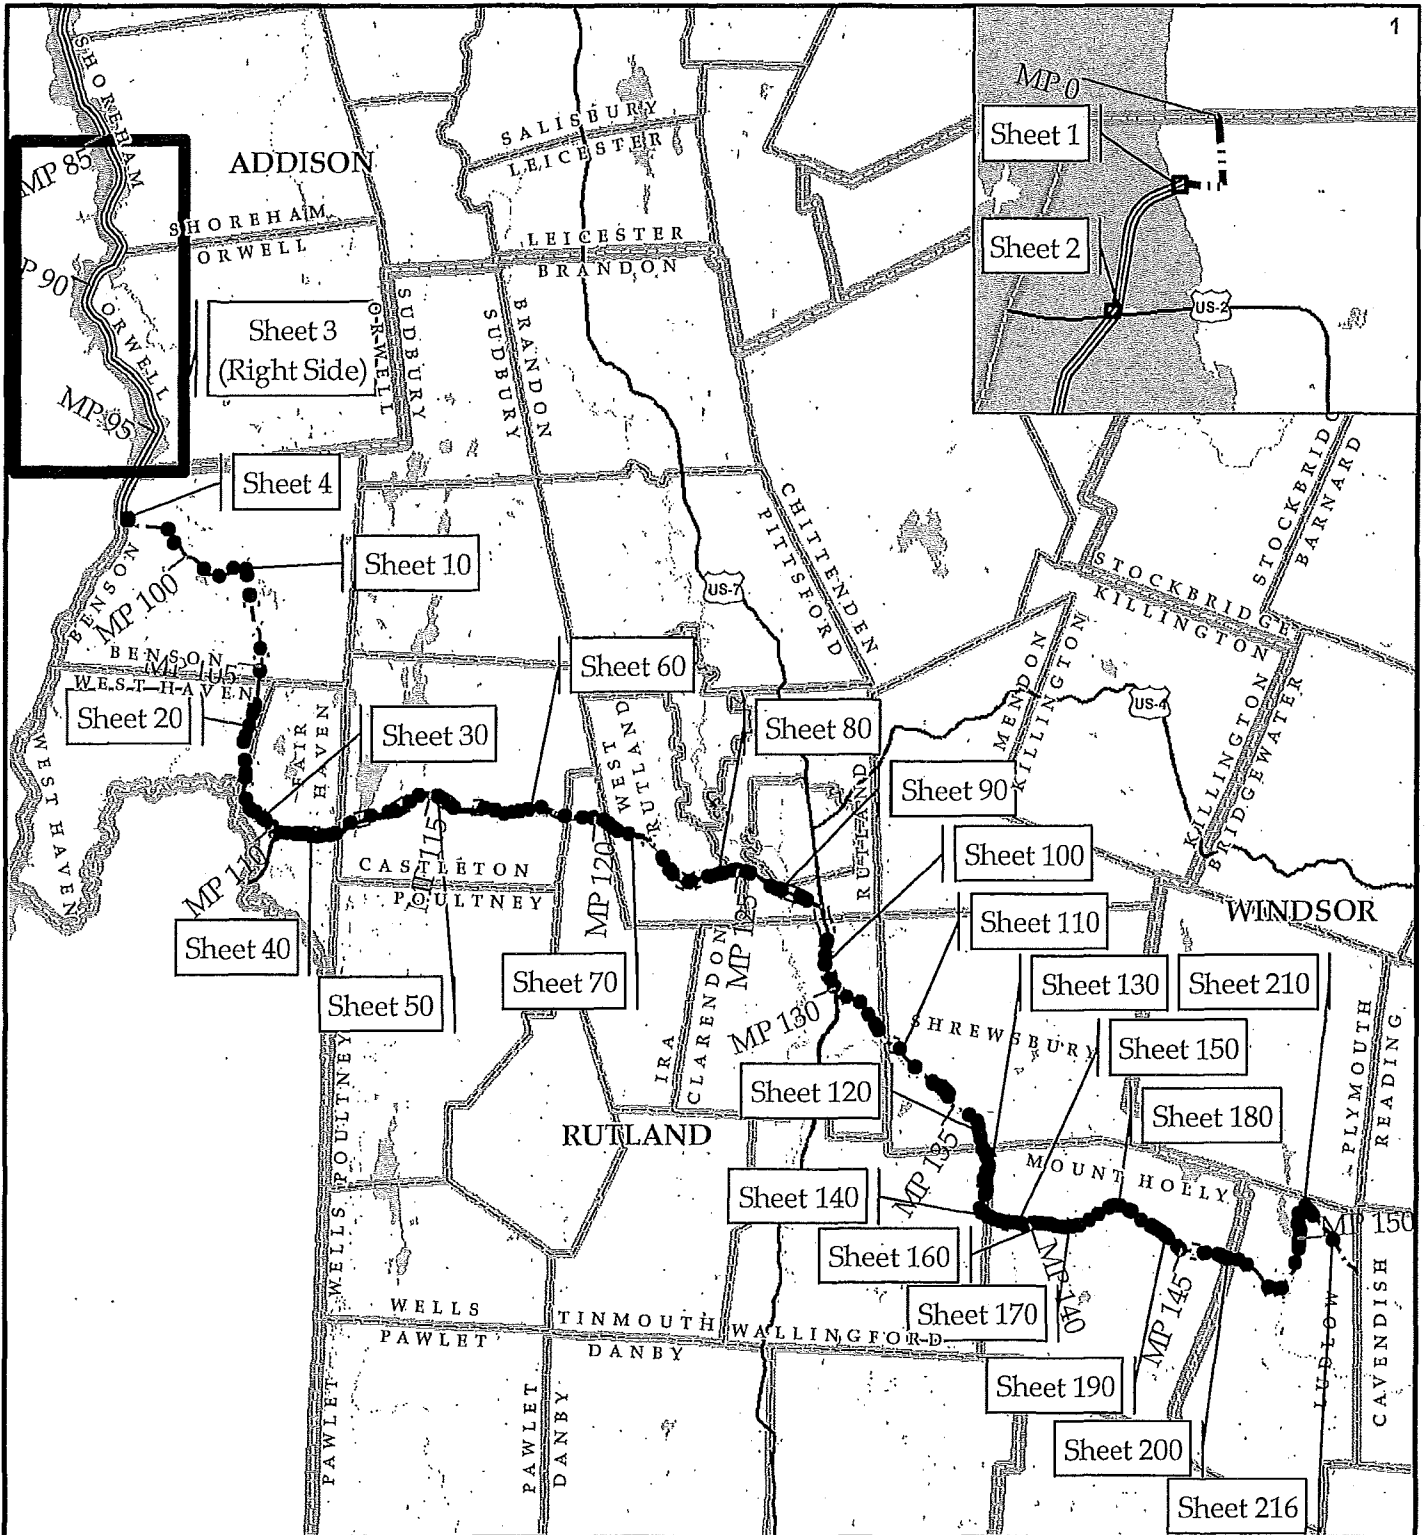 1
SHOREHAM
MP 0
Sheet 1
SALISBURY
LEICESTER
ADDISON
MP 85
SHOREHAM
ORWELL
LEICESTER
BRANDON
Sheet 2
P 90
ORWELL
US-2
Sheet 3
(Right Side)
ORWELL
SUDBURY
SUDBURY
BRANDON
MP 95
Sheet 4
CHITTENDEN
PITTSFORD
STOCKBRIDG
BARNARD
Sheet 10
BENSON
MP 100
US-7
STOCKBRIDGE
KILLINGTON
BENSON
MP 105
WEST HAVEN
Sheet 60
MENDON
KILLINGTON
US-4
Sheet 20
WEST HAVEN
FAIR
HAVEN
Sheet 30
WEST
RUTLAND
Sheet 80
KILLINGTON
BRIDGEWATER
Sheet 90
RUTLAND
Sheet 100
MP 110
CASTLETON
POULTNEY
MP 115
MP 120
MP 125
Sheet 110
WINDSOR
Sheet 40
Sheet 50
Sheet 70
Sheet 130
Sheet 210
IRA
CLARENDON
MP 130
SHREWSBURY
Sheet 150
PLYMOUTH
READING
POULTNEY
Sheet 120
Sheet 180
RUTLAND
MP 135
MOUNT HOLLY
Sheet 140
WELLS
Sheet 160
MP 140
MP 150
Sheet 170
MP 145
WELLS
PAWLET
TINMOUTH
DANBY
WALLINGFORD
LUDLOW
CAVENDISH
Sheet 190
PAWLET
PAWLET
DANBY
Sheet 200
Sheet 216